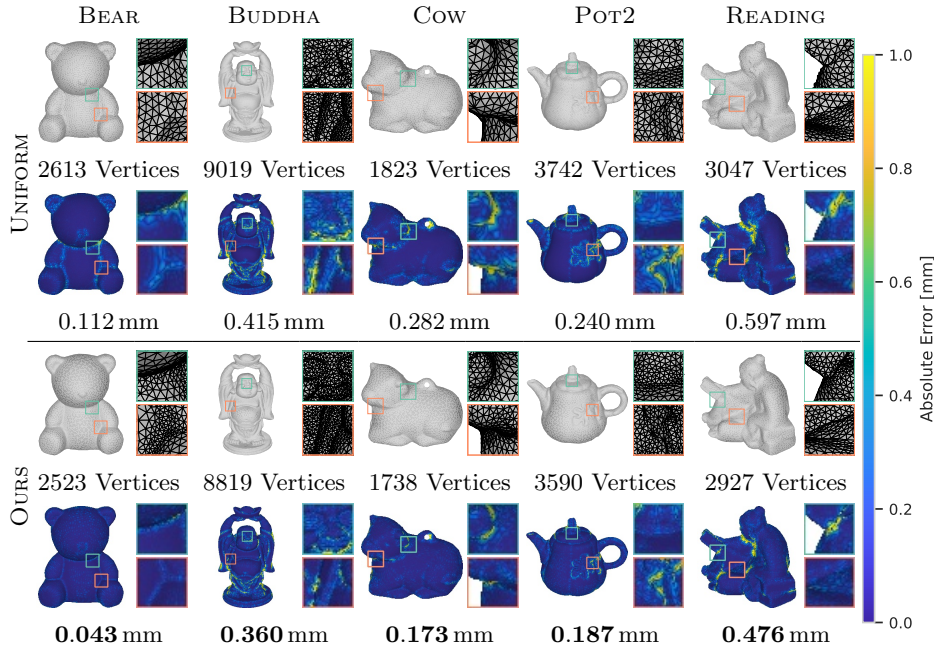 BEAR BUDDHA COW POT2 READING
UNIFORM
2613 Vertices 9019 Vertices 1823 Vertices 3742 Vertices 3047 Vertices
0.112 mm 0.415 mm 0.282 mm 0.240 mm 0.597 mm
OURS
2523 Vertices 8819 Vertices 1738 Vertices 3590 Vertices 2927 Vertices
0.043 mm 0.360 mm 0.173 mm 0.187 mm 0.476 mm
1.0
0.8
0.6
0.4
0.2
0.0
Absolute Error [mm]